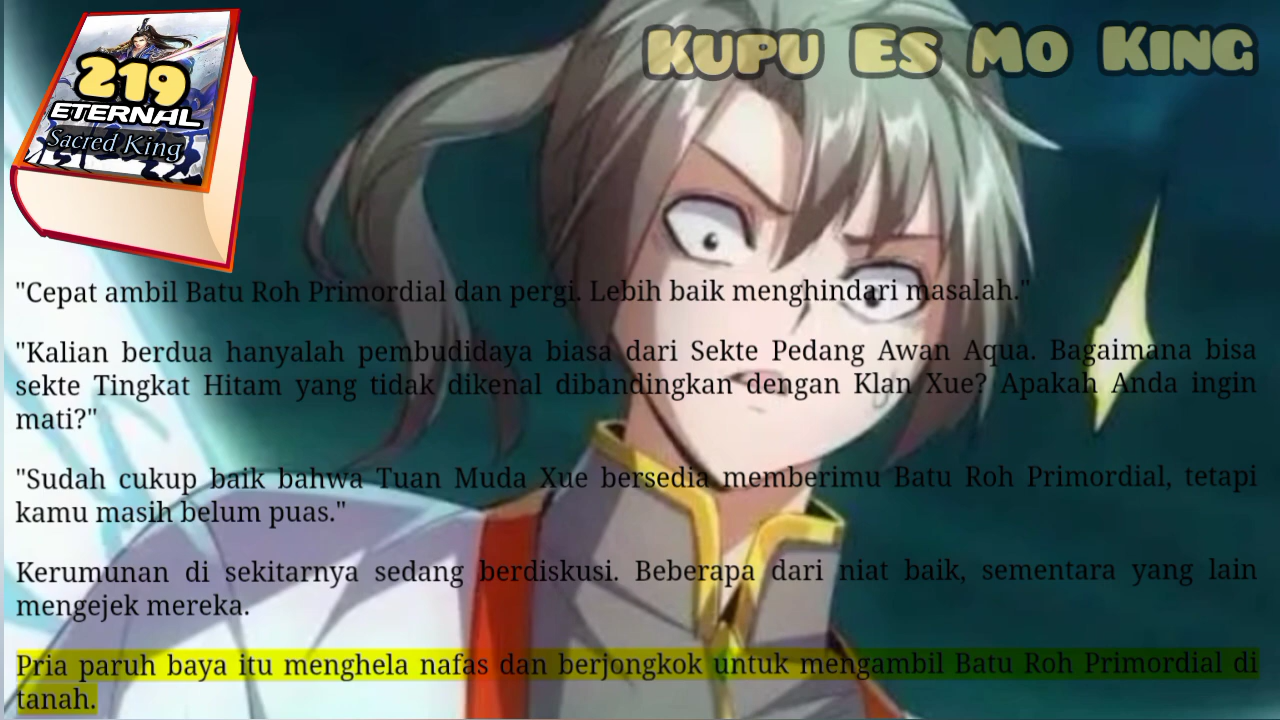 219
ETERNAL
Sacred King
KUPU ES MO KING
"Cepat ambil Batu Roh Primordial dan pergi. Lebih baik menghindari masalah."
"Kalian berdua hanyalah pembudidaya biasa dari Sekte Pedang Awan Aqua. Bagaimana bisa
sekte Tingkat Hitam yang tidak dikenal dibandingkan dengan Klan Xue? Apakah Anda ingin
mati?"
"Sudah cukup baik bahwa Tuan Muda Xue bersedia memberimu Batu Roh Primordial, tetapi
kamu masih belum puas."
Kerumunan di sekitarnya sedang berdiskusi. Beberapa dari niat baik, sementara yang lain
mengejek mereka.
Pria paruh baya itu menghela nafas dan berjongkok untuk mengambil Batu Roh Primordial di
tanah.